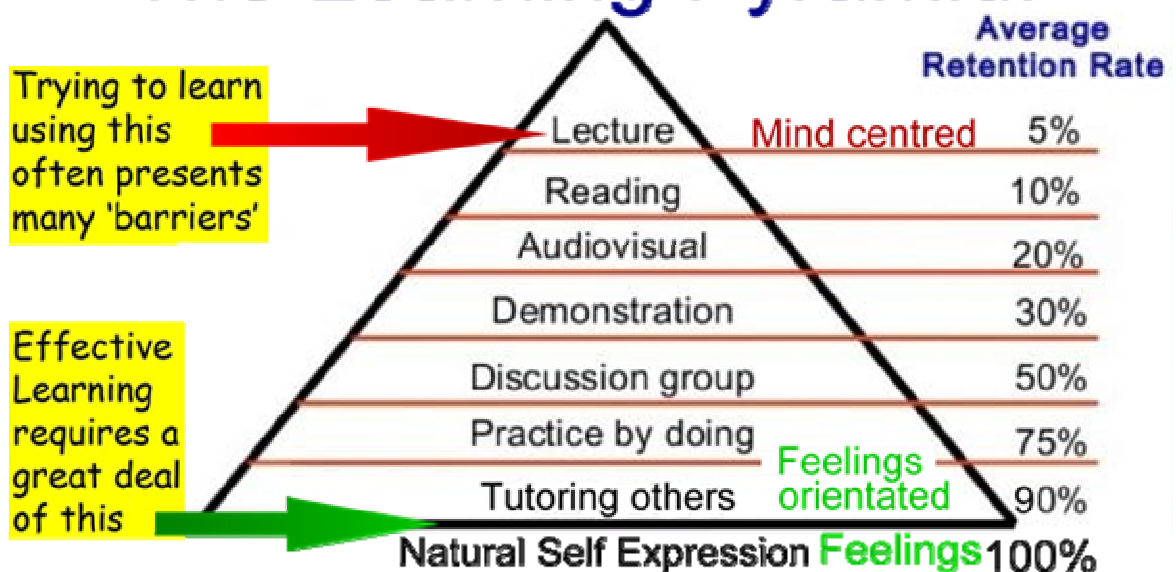 Average
Retention Rate
Trying to learn
using this
often presents
many ‘barriers’
Lecture Mind centred 5%
Reading 10%
Audiovisual 20%
Demonstration 30%
Discussion group 50%
Practice by doing 75%
Effective
Learning
requires a
great deal
of this
Feelings
Tutoring others orientated 90%
Natural Self Expression Feelings 100%